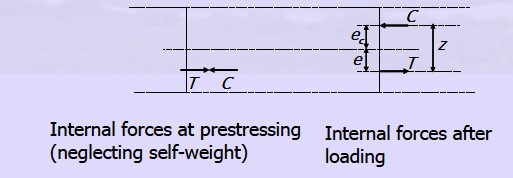 C
e_c
z
e
T
T C
Internal forces at prestressing
(neglecting self-weight)
Internal forces after
loading